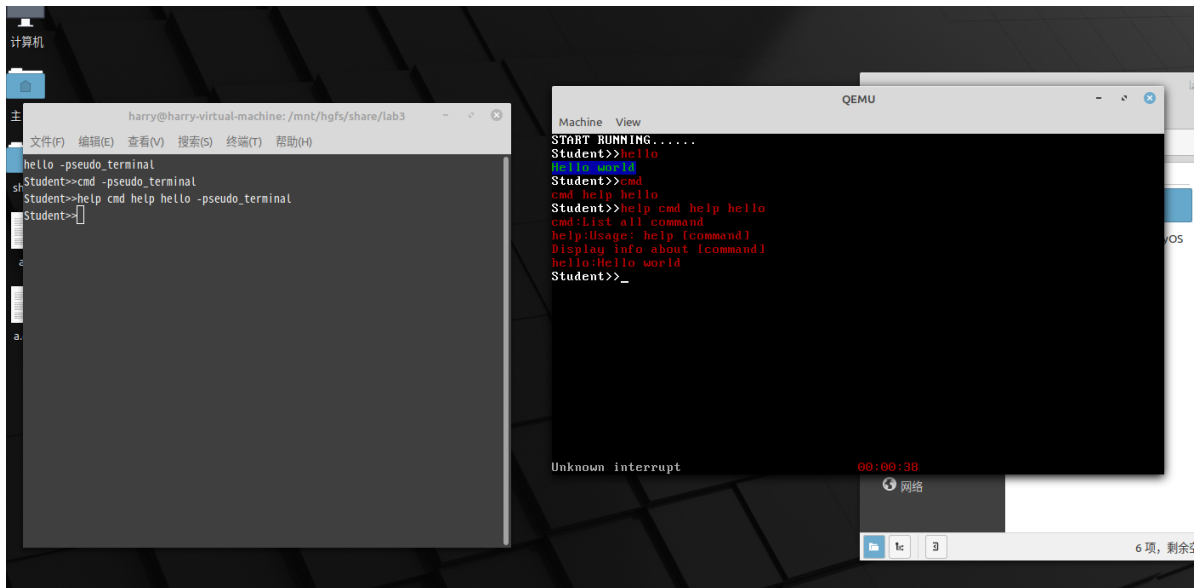 计算机
主
sh
a
a.
harry@harry-virtual-machine: /mnt/hgfs/share/lab3
文件(F) 编辑(E) 查看(V) 搜索(S) 终端(T) 帮助(H)
hello -pseudo_terminal
Student>>cmd -pseudo_terminal
Student>>help cmd help hello -pseudo_terminal
Student>>
QEMU
Machine View
START RUNNING......
Student>>hello
Hello world
Student>>cmd
cmd help hello
Student>>help cmd help hello
cmd:List all command
help:Usage: help [command]
Display info about [command]
hello:Hello world
Student>>_
Unknown interrupt 00:00:38
yOS
网络
6 项，剩余空